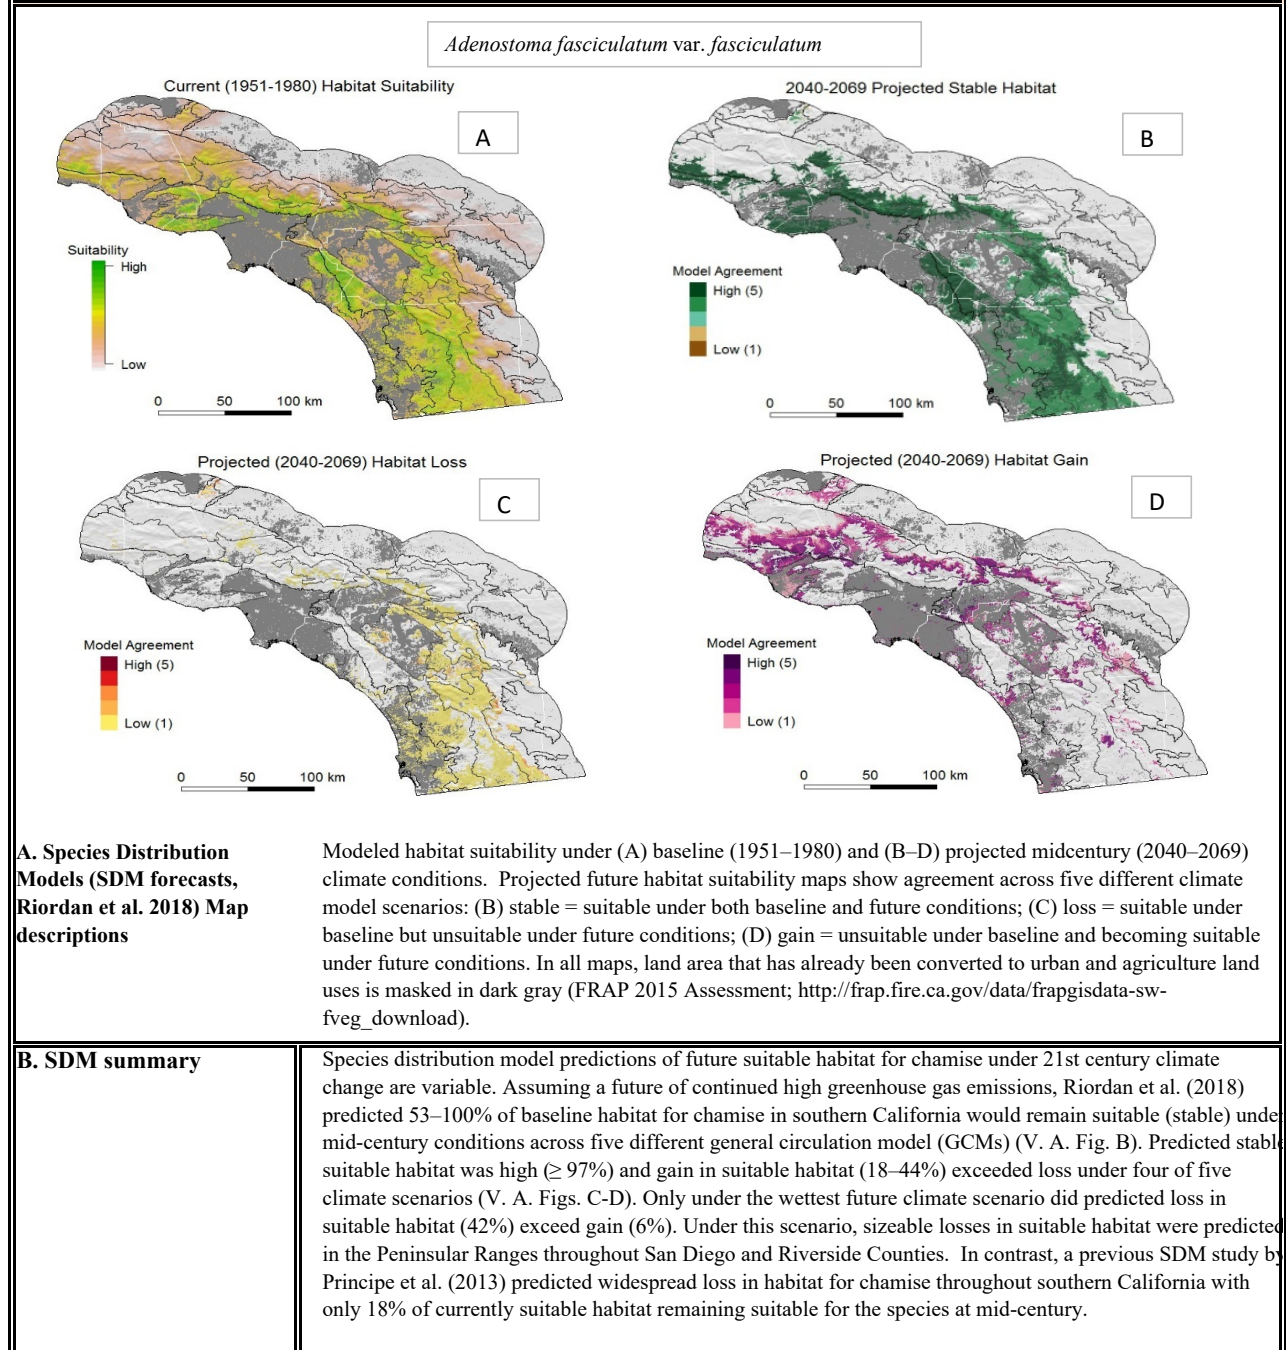 Adenostoma fasciculatum var. fasciculatum
Current (1951-1980) Habitat Suitability
A
Suitability
High
Low
0 50 100 km
2040-2069 Projected Stable Habitat
B
Model Agreement
High (5)
Low (1)
0 50 100 km
Projected (2040-2069) Habitat Loss
C
Model Agreement
High (5)
Low (1)
0 50 100 km
Projected (2040-2069) Habitat Gain
D
Model Agreement
High (5)
Low (1)
0 50 100 km
A. Species Distribution
Models (SDM forecasts,
Riordan et al. 2018) Map
descriptions
Modeled habitat suitability under (A) baseline (1951–1980) and (B–D) projected midcentury (2040–2069)
climate conditions. Projected future habitat suitability maps show agreement across five different climate
model scenarios: (B) stable = suitable under both baseline and future conditions; (C) loss = suitable under
baseline but unsuitable under future conditions; (D) gain = unsuitable under baseline and becoming suitable
under future conditions. In all maps, land area that has already been converted to urban and agriculture land
uses is masked in dark gray (FRAP 2015 Assessment; http://frap.fire.ca.gov/data/frapgisdata-sw-
fveg_download).
B. SDM summary
Species distribution model predictions of future suitable habitat for chamise under 21st century climate
change are variable. Assuming a future of continued high greenhouse gas emissions, Riordan et al. (2018)
predicted 53–100% of baseline habitat for chamise in southern California would remain suitable (stable) under
mid-century conditions across five different general circulation model (GCMs) (V. A. Fig. B). Predicted stable
suitable habitat was high (≥ 97%) and gain in suitable habitat (18–44%) exceeded loss under four of five
climate scenarios (V. A. Figs. C-D). Only under the wettest future climate scenario did predicted loss in
suitable habitat (42%) exceed gain (6%). Under this scenario, sizeable losses in suitable habitat were predicted
in the Peninsular Ranges throughout San Diego and Riverside Counties. In contrast, a previous SDM study by
Principe et al. (2013) predicted widespread loss in habitat for chamise throughout southern California with
only 18% of currently suitable habitat remaining suitable for the species at mid-century.